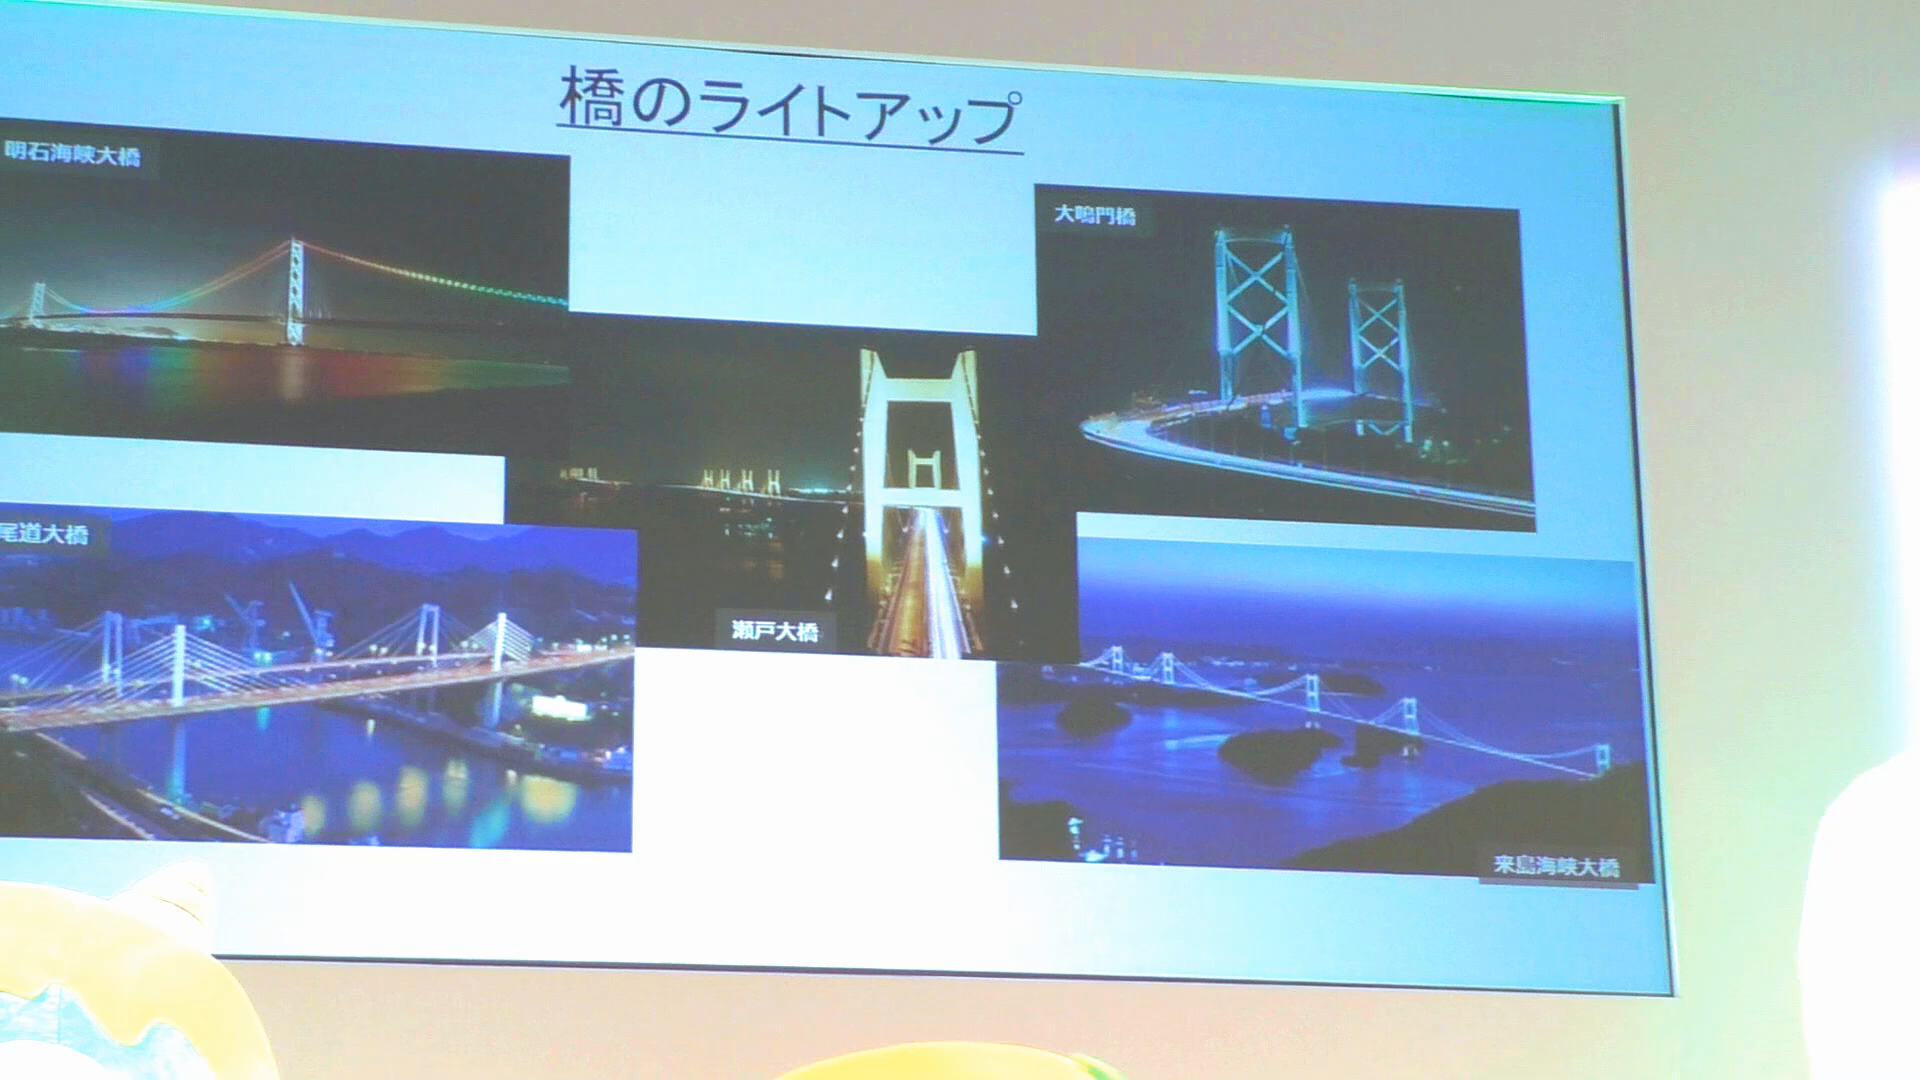 橋のライトアップ
明石海峡大橋
大鳴門橋
尾道大橋
瀬戸大橋
来島海峡大橋